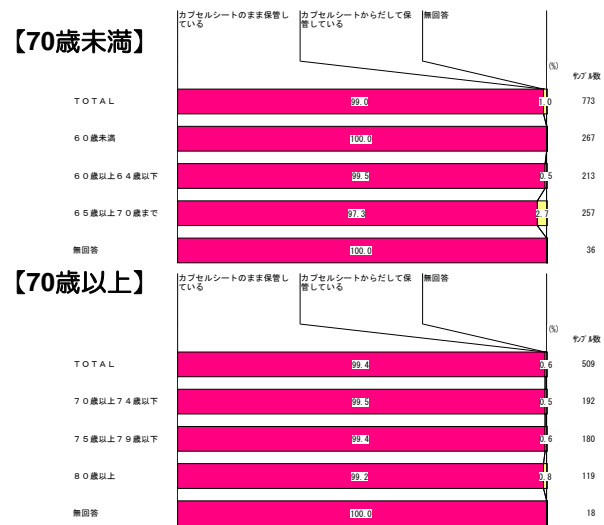 【70歳未満】
カプセルシートのまま保管し
ている
カプセルシートからだして保
管している
無回答
(%)
ｻﾝﾌﾟﾙ数
ＴＯＴＡＬ 99.0 1.0 773
６０歳未満 100.0 267
６０歳以上６４歳以下 99.5 0.5 213
６５歳以上７０歳まで 97.3 2.7 257
無回答 100.0 36
【70歳以上】
カプセルシートのまま保管し
ている
カプセルシートからだして保
管している
無回答
(%)
ｻﾝﾌﾟﾙ数
ＴＯＴＡＬ 99.4 0.6 509
７０歳以上７４歳以下 99.5 0.5 192
７５歳以上７９歳以下 99.4 0.6 180
８０歳以上 99.2 0.8 119
無回答 100.0 18